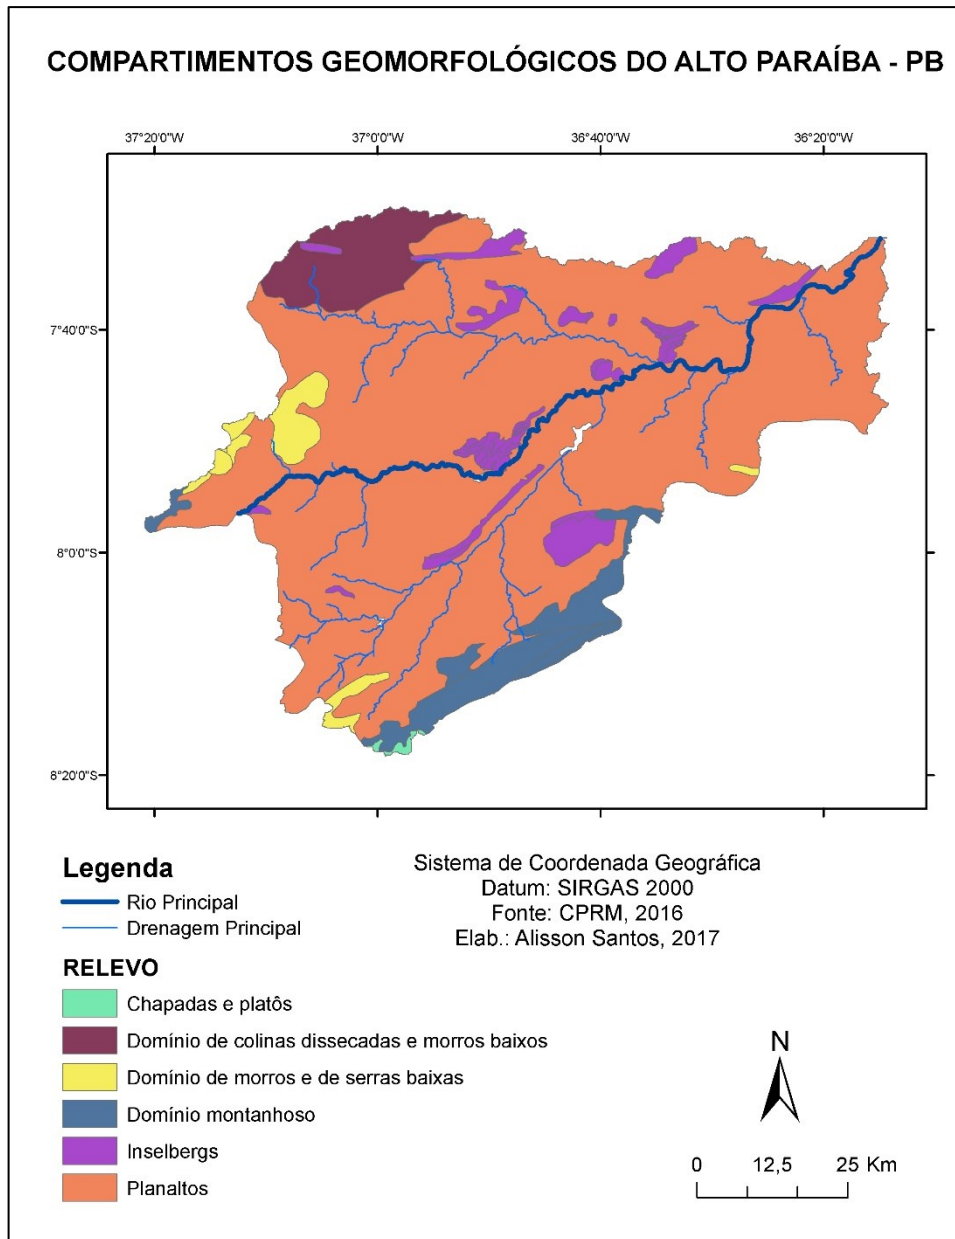 COMPARTIMENTOS GEOMORFOLÓGICOS DO ALTO PARAÍBA - PB
37°20'0"W
37°0'0"W
36°40'0"W
36°20'0"W
7°40'0"S
8°0'0"S
8°20'0"S
Legenda
Rio Principal
Drenagem Principal
Sistema de Coordenada Geográfica
Datum: SIRGAS 2000
Fonte: CPRM, 2016
Elab.: Alisson Santos, 2017
RELEVO
Chapadas e platôs
Domínio de colinas dissecadas e morros baixos
Domínio de morros e de serras baixas
Domínio montanhoso
Inselbergs
Planaltos
N
0 12,5 25 Km